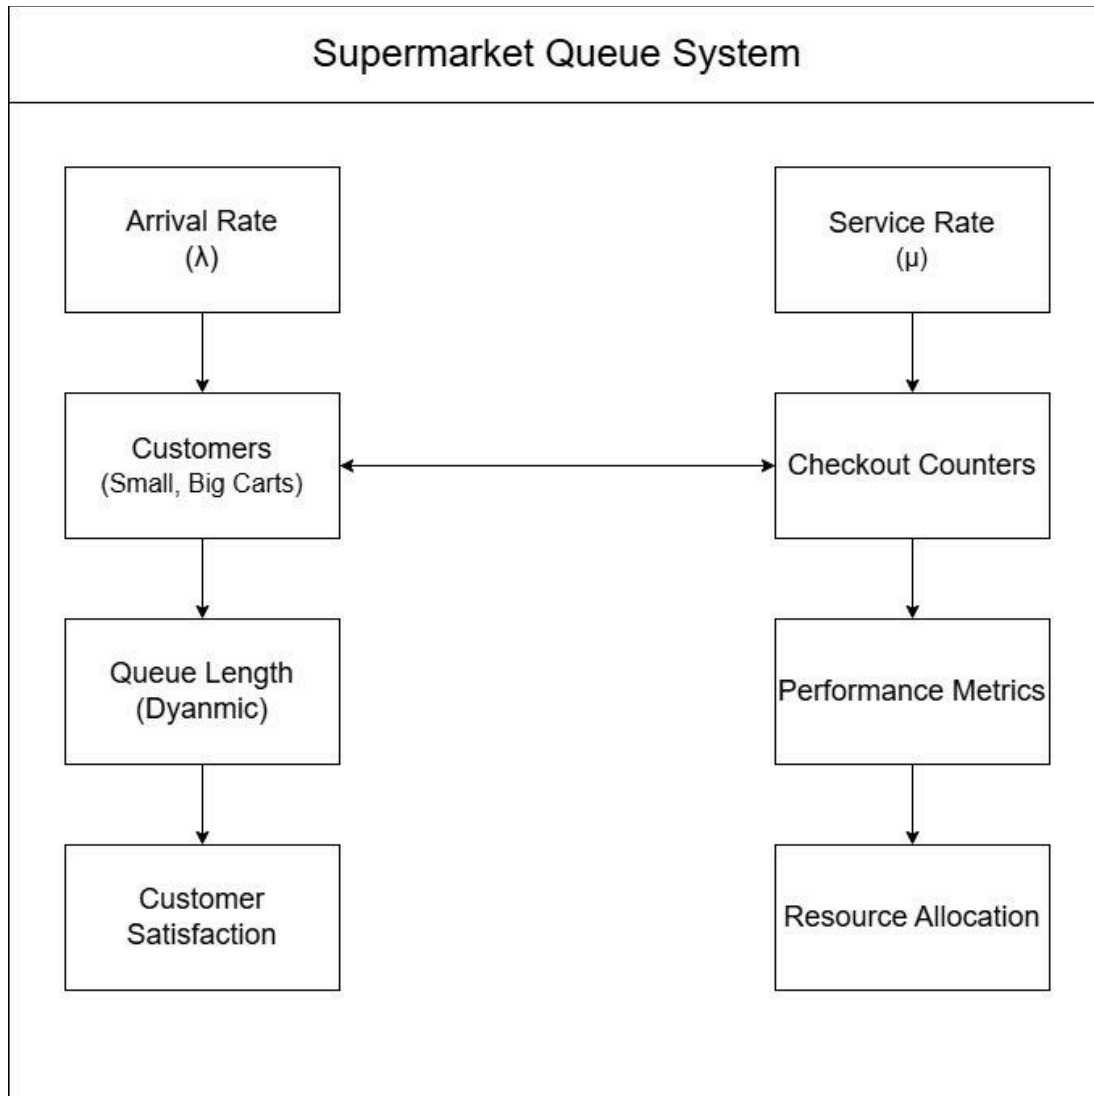 Supermarket Queue System
Arrival Rate
(λ)
Service Rate
(μ)
Customers
(Small, Big Carts)
Checkout Counters
Queue Length
(Dyanmic)
Performance Metrics
Customer
Satisfaction
Resource Allocation